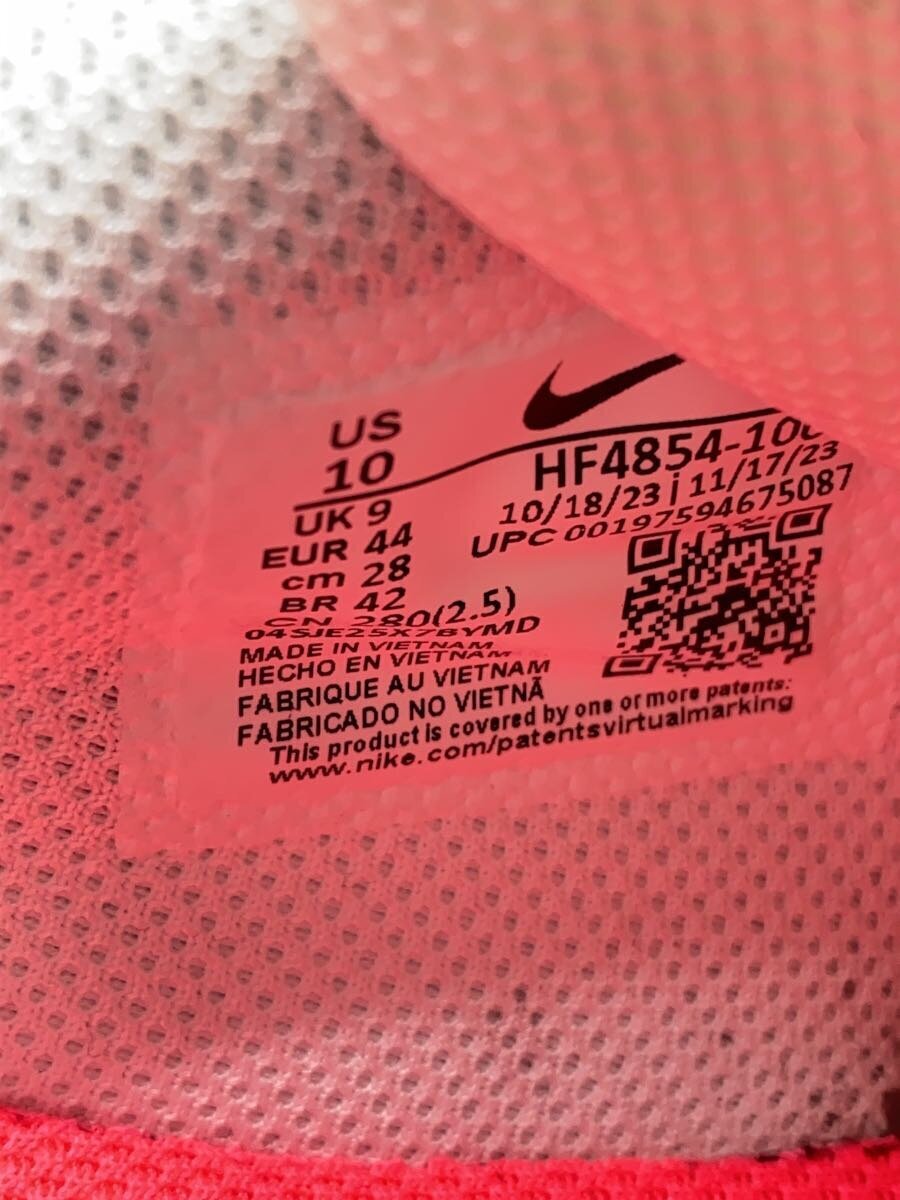 US
10
UK 9
EUR 44
cm 28
BR 42
CN 280(2.5)
HF4854-100
10/18/23 | 11/17/23
UPC 00197594675087
04SJE25X7BYMD
MADE IN VIETNAM
HECHO EN VIETNAM
FABRIQUE AU VIETNAM
FABRICADO NO VIETNÃ
This product is covered by one or more patents:
www.nike.com/patentsvirtualmarking